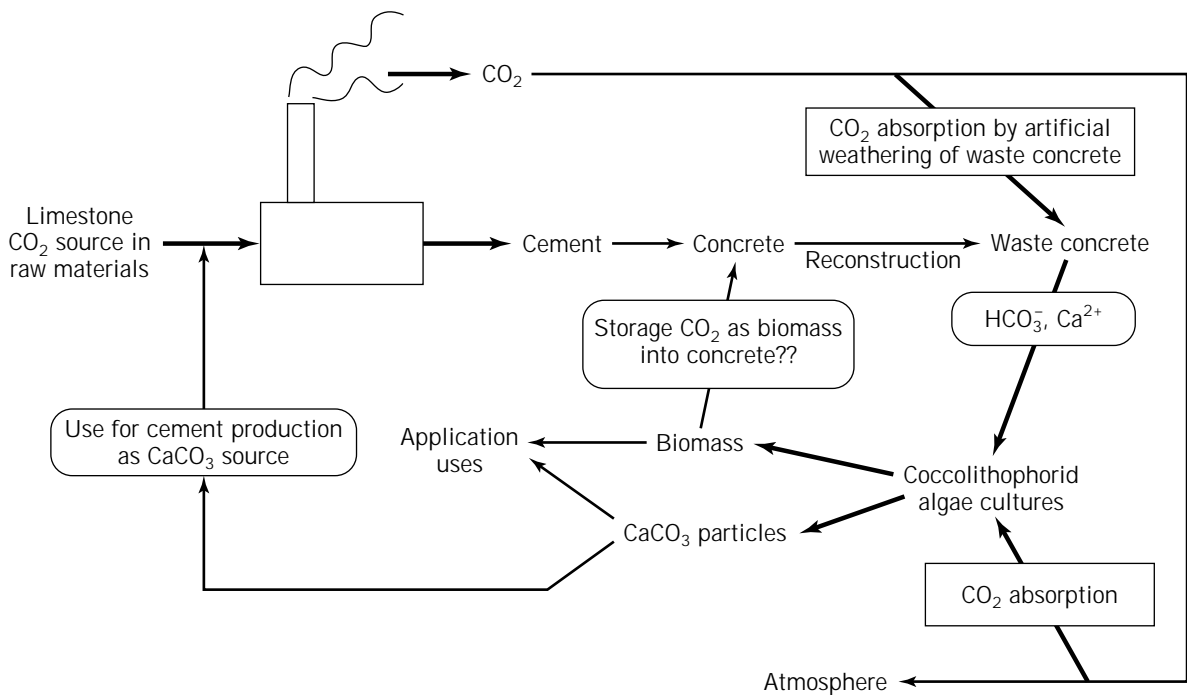 CO₂
CO₂ absorption by artificial
weathering of waste concrete
Limestone
CO₂ source in
raw materials
Cement
Concrete
Reconstruction
Waste concrete
HCO₃⁻, Ca²⁺
Storage CO₂ as biomass
into concrete??
Use for cement production
as CaCO₃ source
Application
uses
Biomass
Coccolithophorid
algae cultures
CaCO₃ particles
CO₂ absorption
Atmosphere